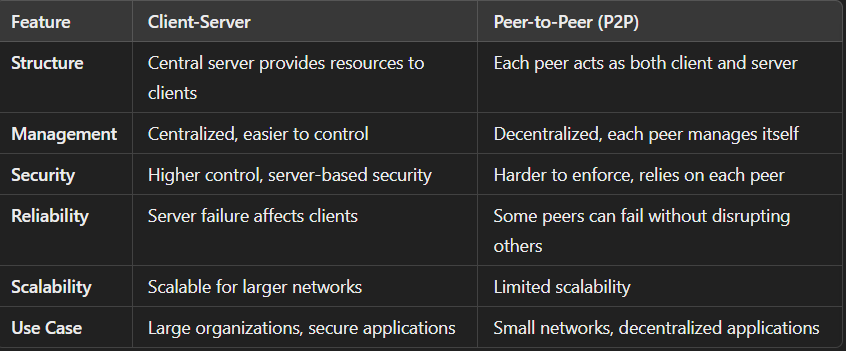 Feature Client-Server Peer-to-Peer (P2P)
Structure Central server provides resources to clients Each peer acts as both client and server
Management Centralized, easier to control Decentralized, each peer manages itself
Security Higher control, server-based security Harder to enforce, relies on each peer
Reliability Server failure affects clients Some peers can fail without disrupting others
Scalability Scalable for larger networks Limited scalability
Use Case Large organizations, secure applications Small networks, decentralized applications